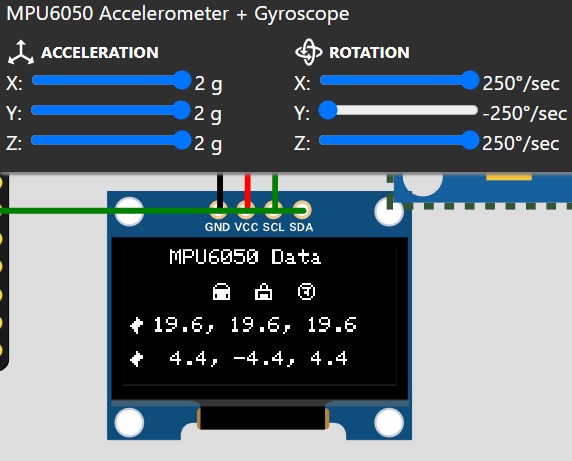 MPU6050 Accelerometer + Gyroscope
ACCELERATION
X: 2 g
Y: 2 g
Z: 2 g
ROTATION
X: 250°/sec
Y: -250°/sec
Z: 250°/sec
GND VCC SCL SDA
MPU6050 Data
19.6, 19.6, 19.6
4.4, -4.4, 4.4